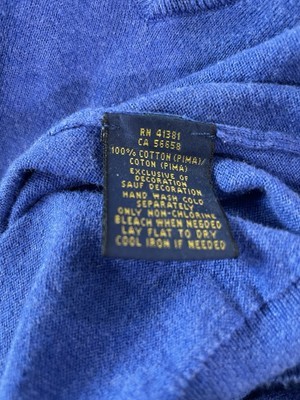 RN 41381
CA 56658
100% COTTON (PIMA)/
COTON (PIMA)
EXCLUSIVE OF
DECORATION
SAUF DECORATION
HAND WASH COLD
SEPARATELY
ONLY NON-CHLORINE
BLEACH WHEN NEEDED
LAY FLAT TO DRY
COOL IRON IF NEEDED